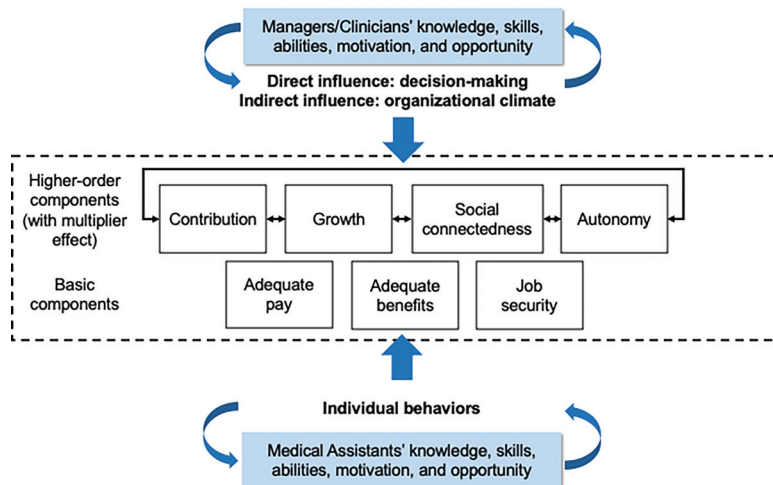 Managers/Clinicians' knowledge, skills,
abilities, motivation, and opportunity
Direct influence: decision-making
Indirect influence: organizational climate
Higher-order
components
(with multiplier
effect)
Contribution
Growth
Social
connectedness
Autonomy
Basic
components
Adequate
pay
Adequate
benefits
Job
security
Individual behaviors
Medical Assistants' knowledge, skills,
abilities, motivation, and opportunity